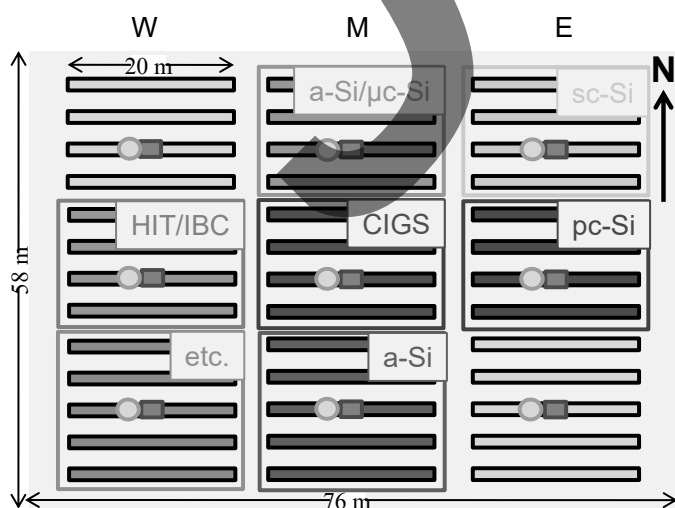 W M E
20 m
N
a-Si/µc-Si sc-Si
HIT/IBC CIGS pc-Si
58 m
etc. a-Si
76 m